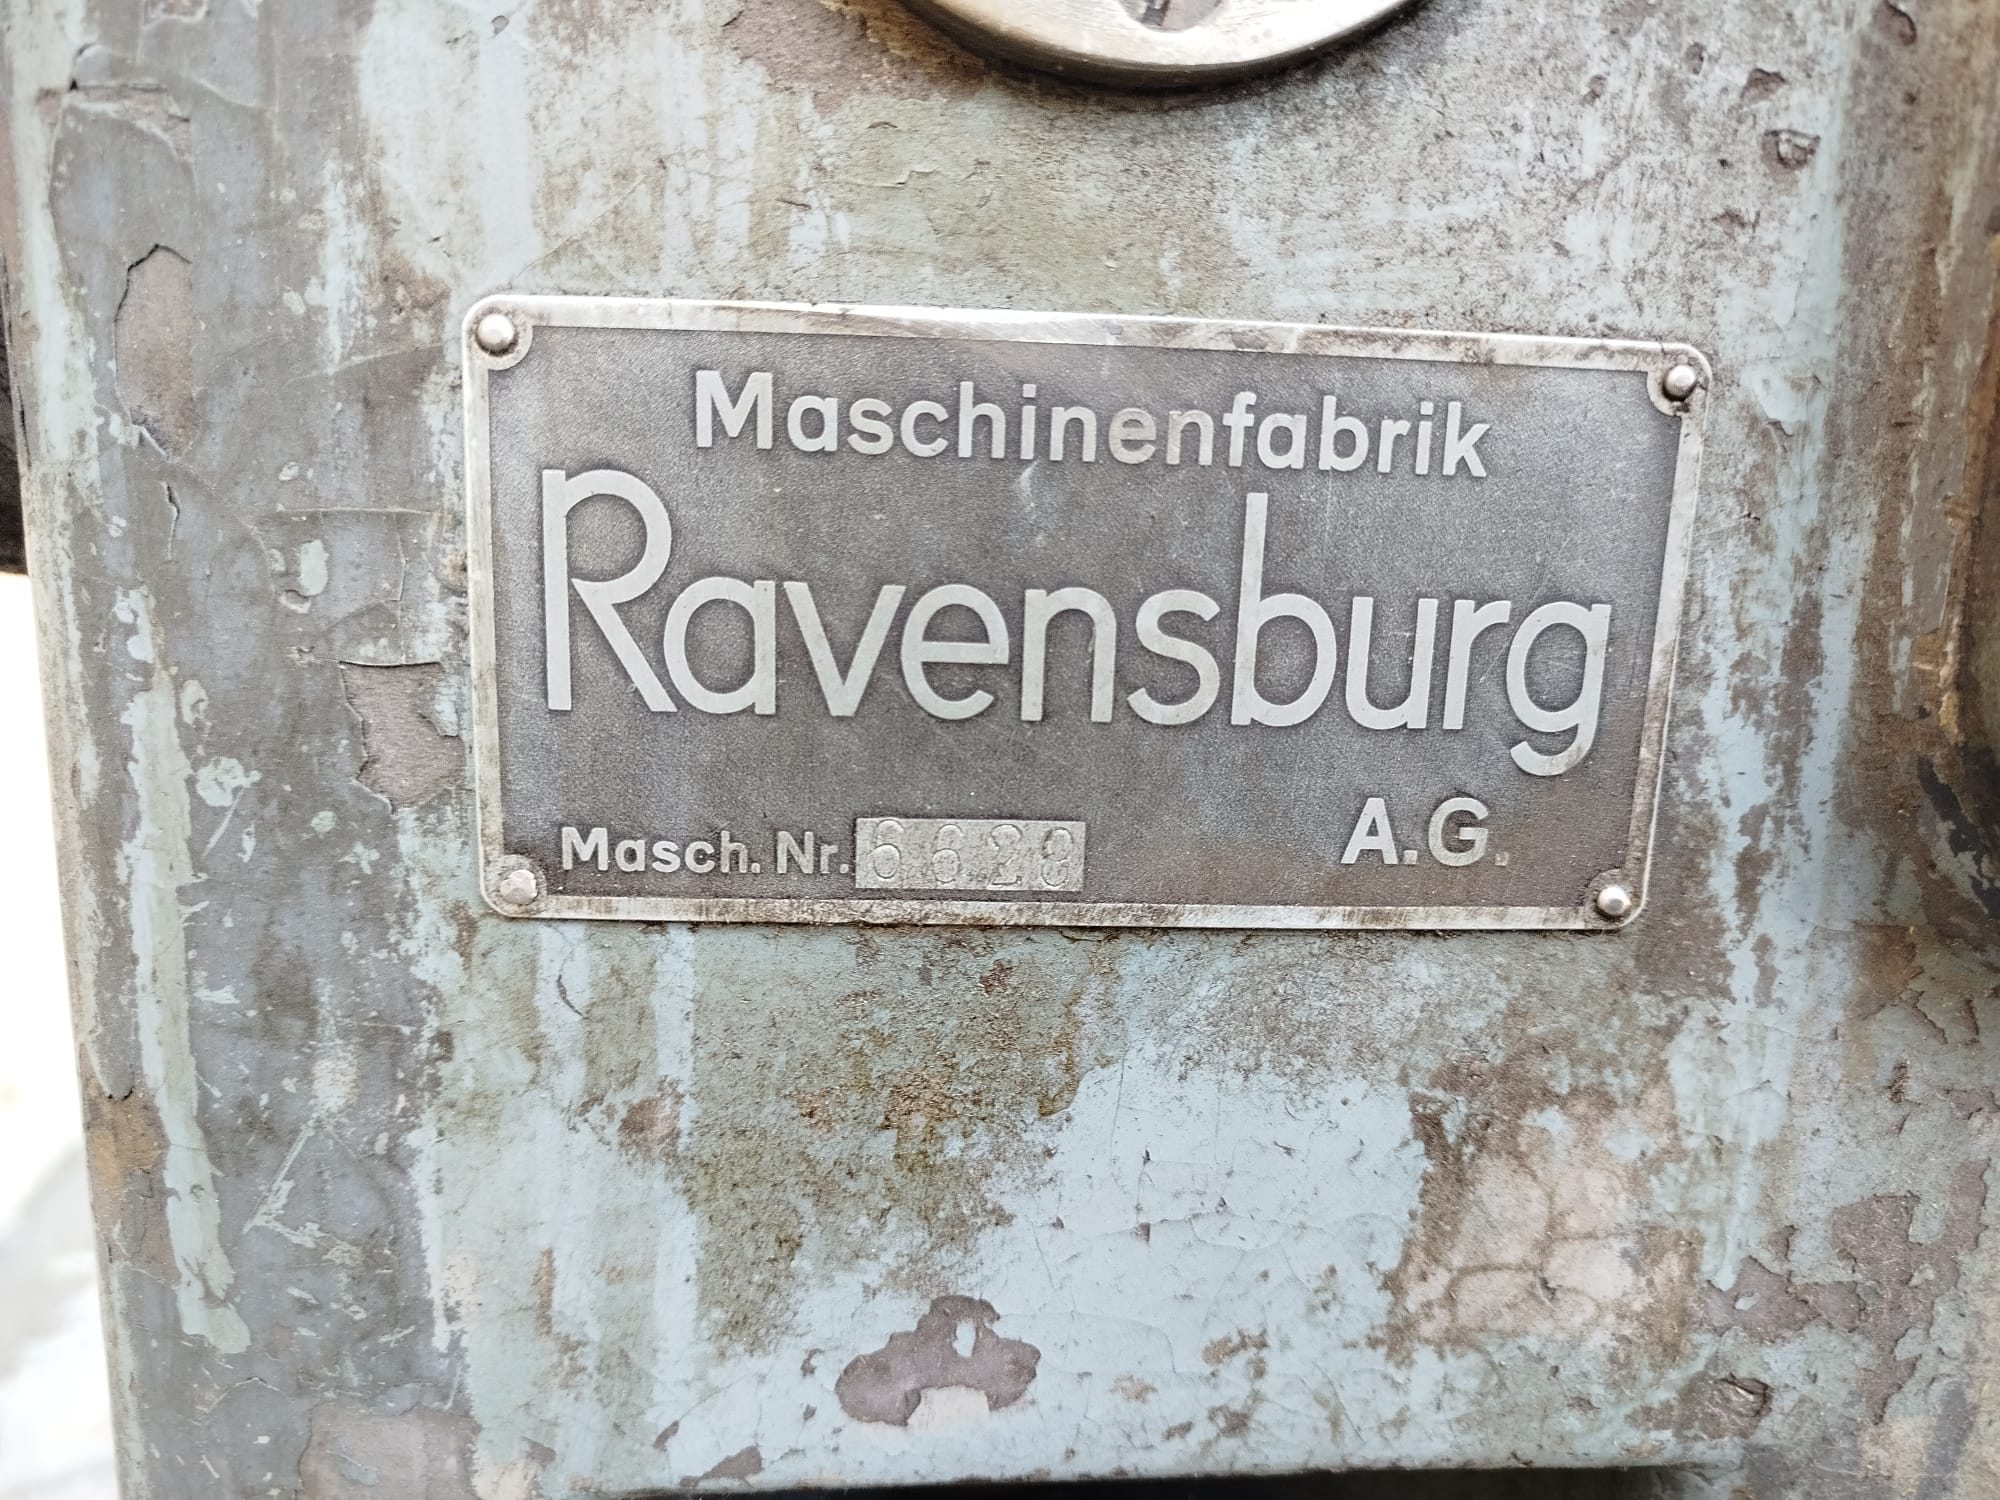 Maschinenfabrik
Ravensburg
A.G.
Masch. Nr. 6628